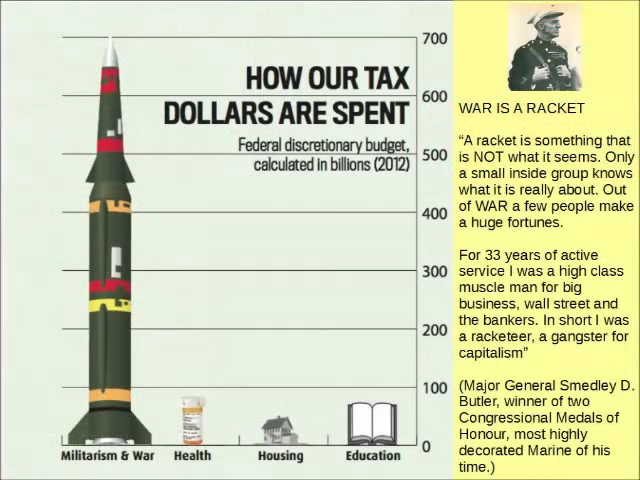 HOW OUR TAX
DOLLARS ARE SPENT
Federal discretionary budget,
calculated in billions (2012)
700
600
500
400
300
200
100
0
Militarism & War
Health
Housing
Education
WAR IS A RACKET
“A racket is something that
is NOT what it seems. Only
a small inside group knows
what it is really about. Out
of WAR a few people make
a huge fortunes.
For 33 years of active
service I was a high class
muscle man for big
business, wall street and
the bankers. In short I was
a racketeer, a gangster for
capitalism”
(Major General Smedley D.
Butler, winner of two
Congressional Medals of
Honour, most highly
decorated Marine of his
time.)